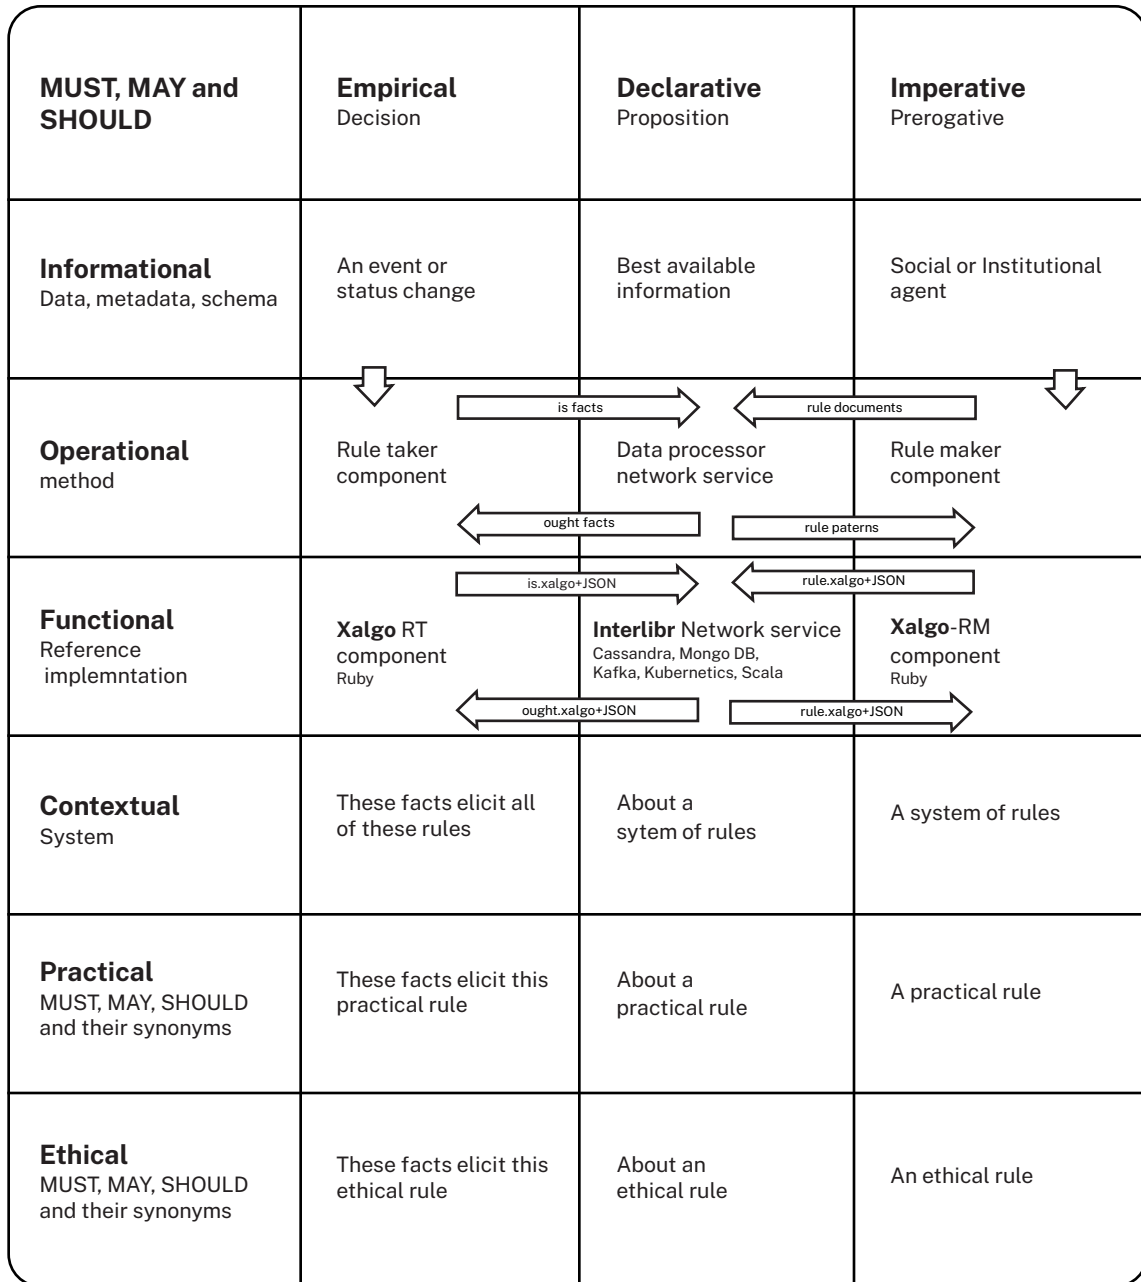 MUST, MAY and
SHOULD
Empirical
Decision
Declarative
Proposition
Imperative
Prerogative
Informational
Data, metadata, schema
An event or
status change
Best available
information
Social or Institutional
agent
Operational
method
is facts
rule documents
Rule taker
component
Data processor
network service
Rule maker
component
ought facts
rule paterns
Functional
Reference
implemntation
is.xalgo+JSON
rule.xalgo+JSON
Xalgo RT
component
Ruby
Interlibr Network service
Cassandra, Mongo DB,
Kafka, Kubernetics, Scala
Xalgo-RM
component
Ruby
ought.xalgo+JSON
rule.xalgo+JSON
Contextual
System
These facts elicit all
of these rules
About a
sytem of rules
A system of rules
Practical
MUST, MAY, SHOULD
and their synonyms
These facts elicit this
practical rule
About a
practical rule
A practical rule
Ethical
MUST, MAY, SHOULD
and their synonyms
These facts elicit this
ethical rule
About an
ethical rule
An ethical rule